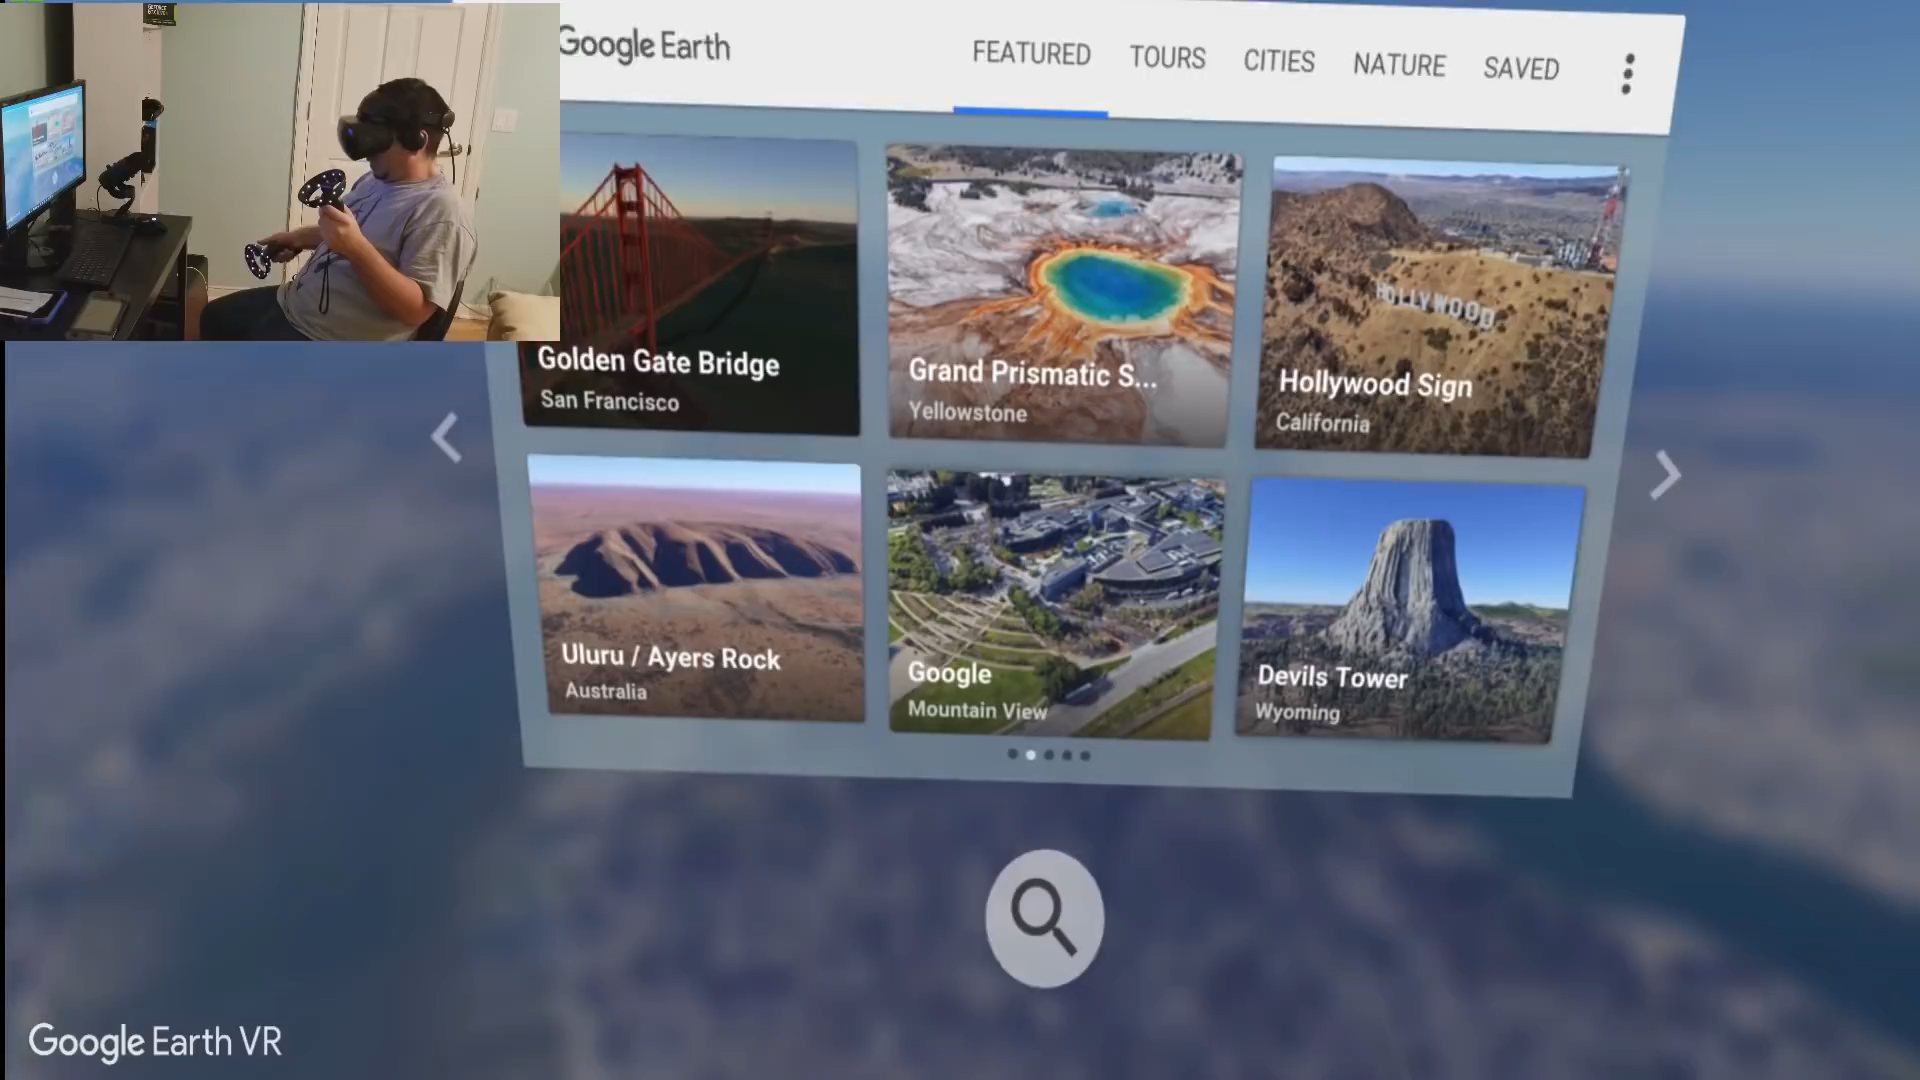 Google Earth
FEATURED
TOURS
CITIES
NATURE
SAVED
Golden Gate Bridge
San Francisco
Grand Prismatic S...
Yellowstone
HOLLYWOOD
Hollywood Sign
California
Uluru / Ayers Rock
Australia
Google
Mountain View
Devils Tower
Wyoming
Google Earth VR